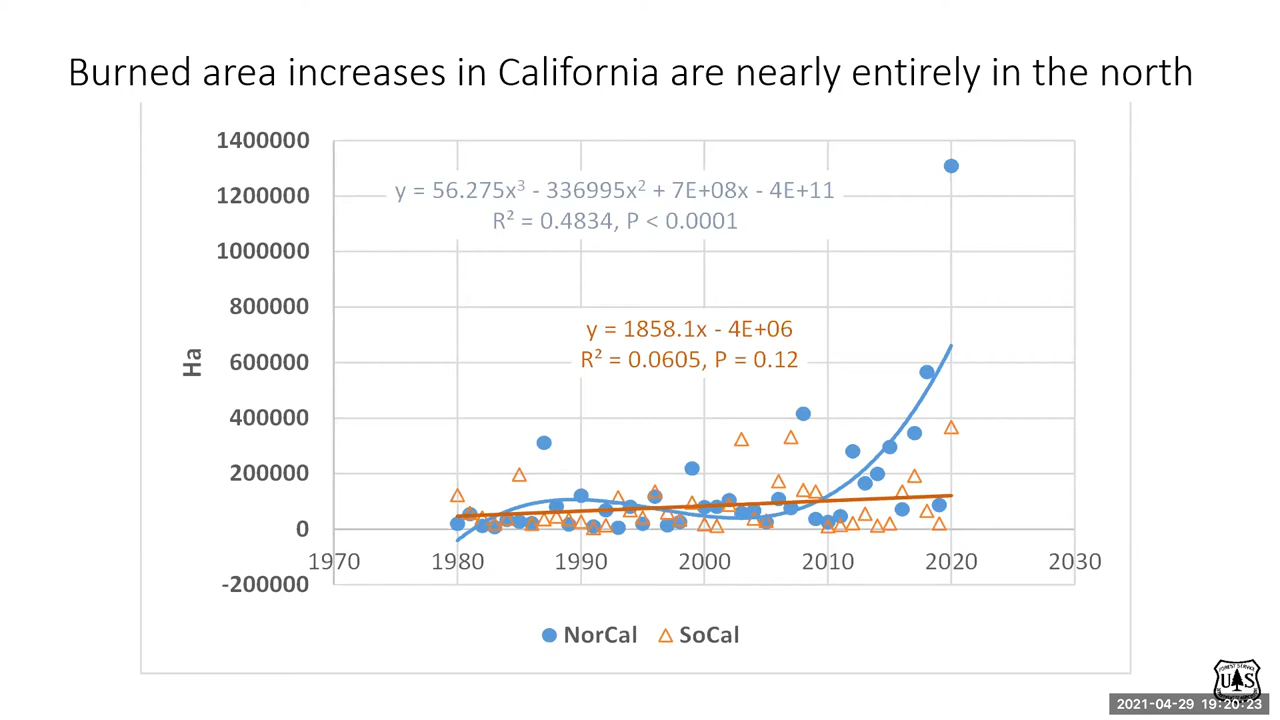 Burned area increases in California are nearly entirely in the north
1400000
1200000
1000000
800000
600000
400000
200000
0
-200000
Ha
y = 56.275x³ - 336995x² + 7E+08x - 4E+11
R² = 0.4834, P < 0.0001
y = 1858.1x - 4E+06
R² = 0.0605, P = 0.12
1970 1980 1990 2000 2010 2020 2030
NorCal SoCal
FOREST SERVICE
U S
2021-04-29 19:20:23